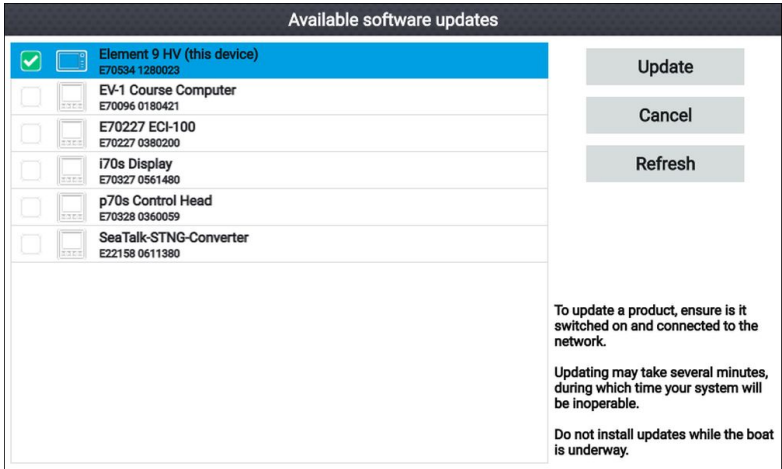 Available software updates
Element 9 HV (this device)
E70534 1280023
EV-1 Course Computer
E70096 0180421
E70227 ECI-100
E70227 0380200
i70s Display
E70327 0561480
p70s Control Head
E70328 0360059
SeaTalk-STNG-Converter
E22158 0611380
Update
Cancel
Refresh
To update a product, ensure is it
switched on and connected to the
network.
Updating may take several minutes,
during which time your system will
be inoperable.
Do not install updates while the boat
is underway.